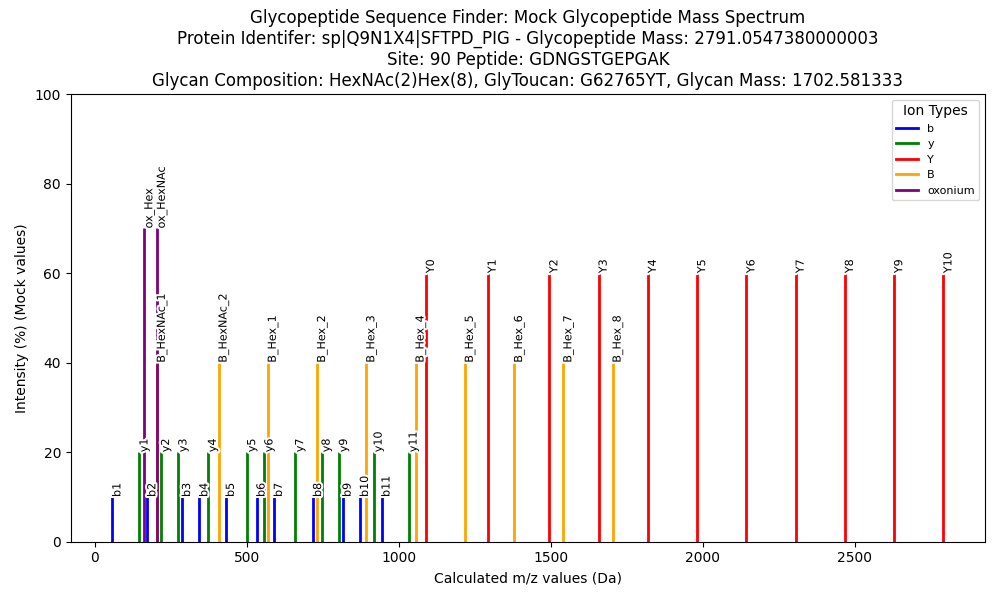 Glycopeptide Sequence Finder: Mock Glycopeptide Mass Spectrum
Protein Identifer: sp|Q9N1X4|SFTPD_PIG - Glycopeptide Mass: 2791.0547380000003
Site: 90 Peptide: GDNGSTGEPGAK
Glycan Composition: HexNAc(2)Hex(8), GlyToucan: G62765YT, Glycan Mass: 1702.581333
Intensity (%) (Mock values)
100
80
60
40
20
0
Ion Types
b
y
Y
B
oxonium
ox_Hex
ox_HexNAc
Y0
Y1
Y2
Y3
Y4
Y5
Y6
Y7
Y8
Y9
Y10
B_HexNAc_1
B_HexNAc_2
B_Hex_1
B_Hex_2
B_Hex_3
B_Hex_4
B_Hex_5
B_Hex_6
B_Hex_7
B_Hex_8
y1
y2
y3
y4
y5
y6
y7
y8
y9
y10
y11
b1
b2
b3
b4
b5
b6
b7
b8
b9
b10
b11
0
500
1000
1500
2000
2500
Calculated m/z values (Da)